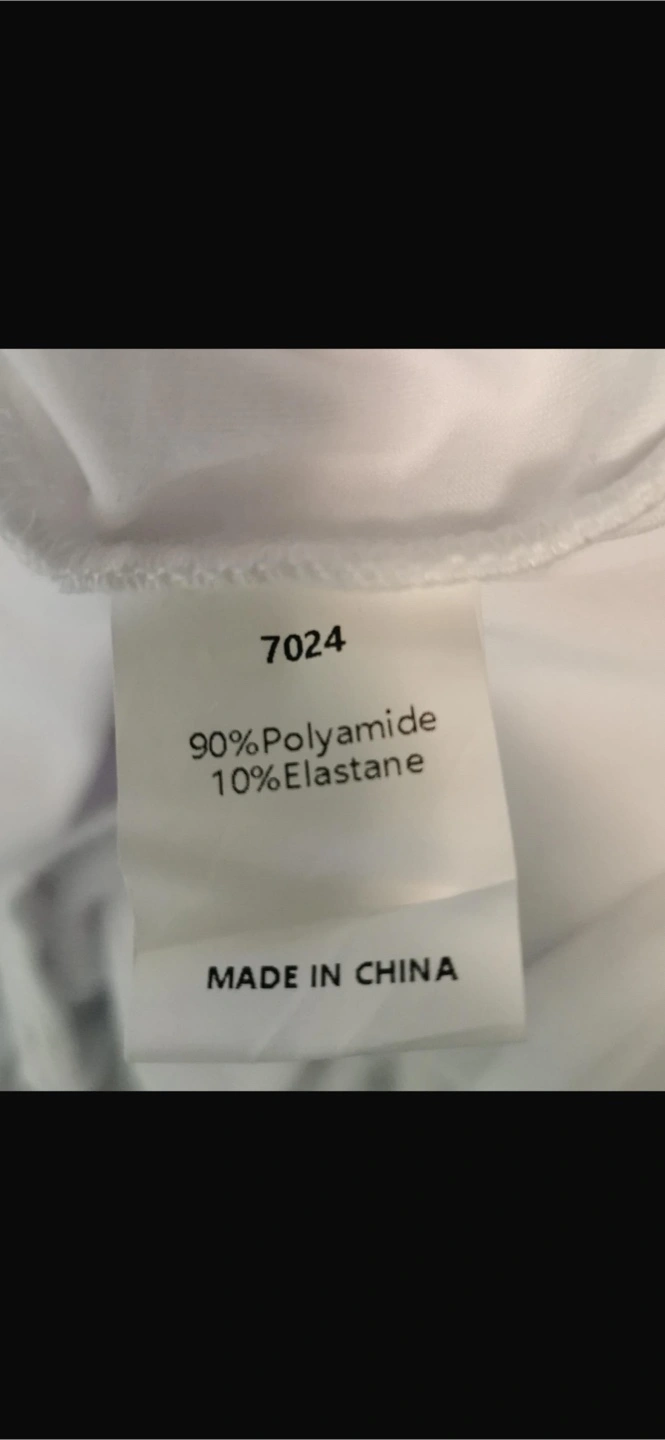 7024
90%Polyamide
10%Elastane
MADE IN CHINA